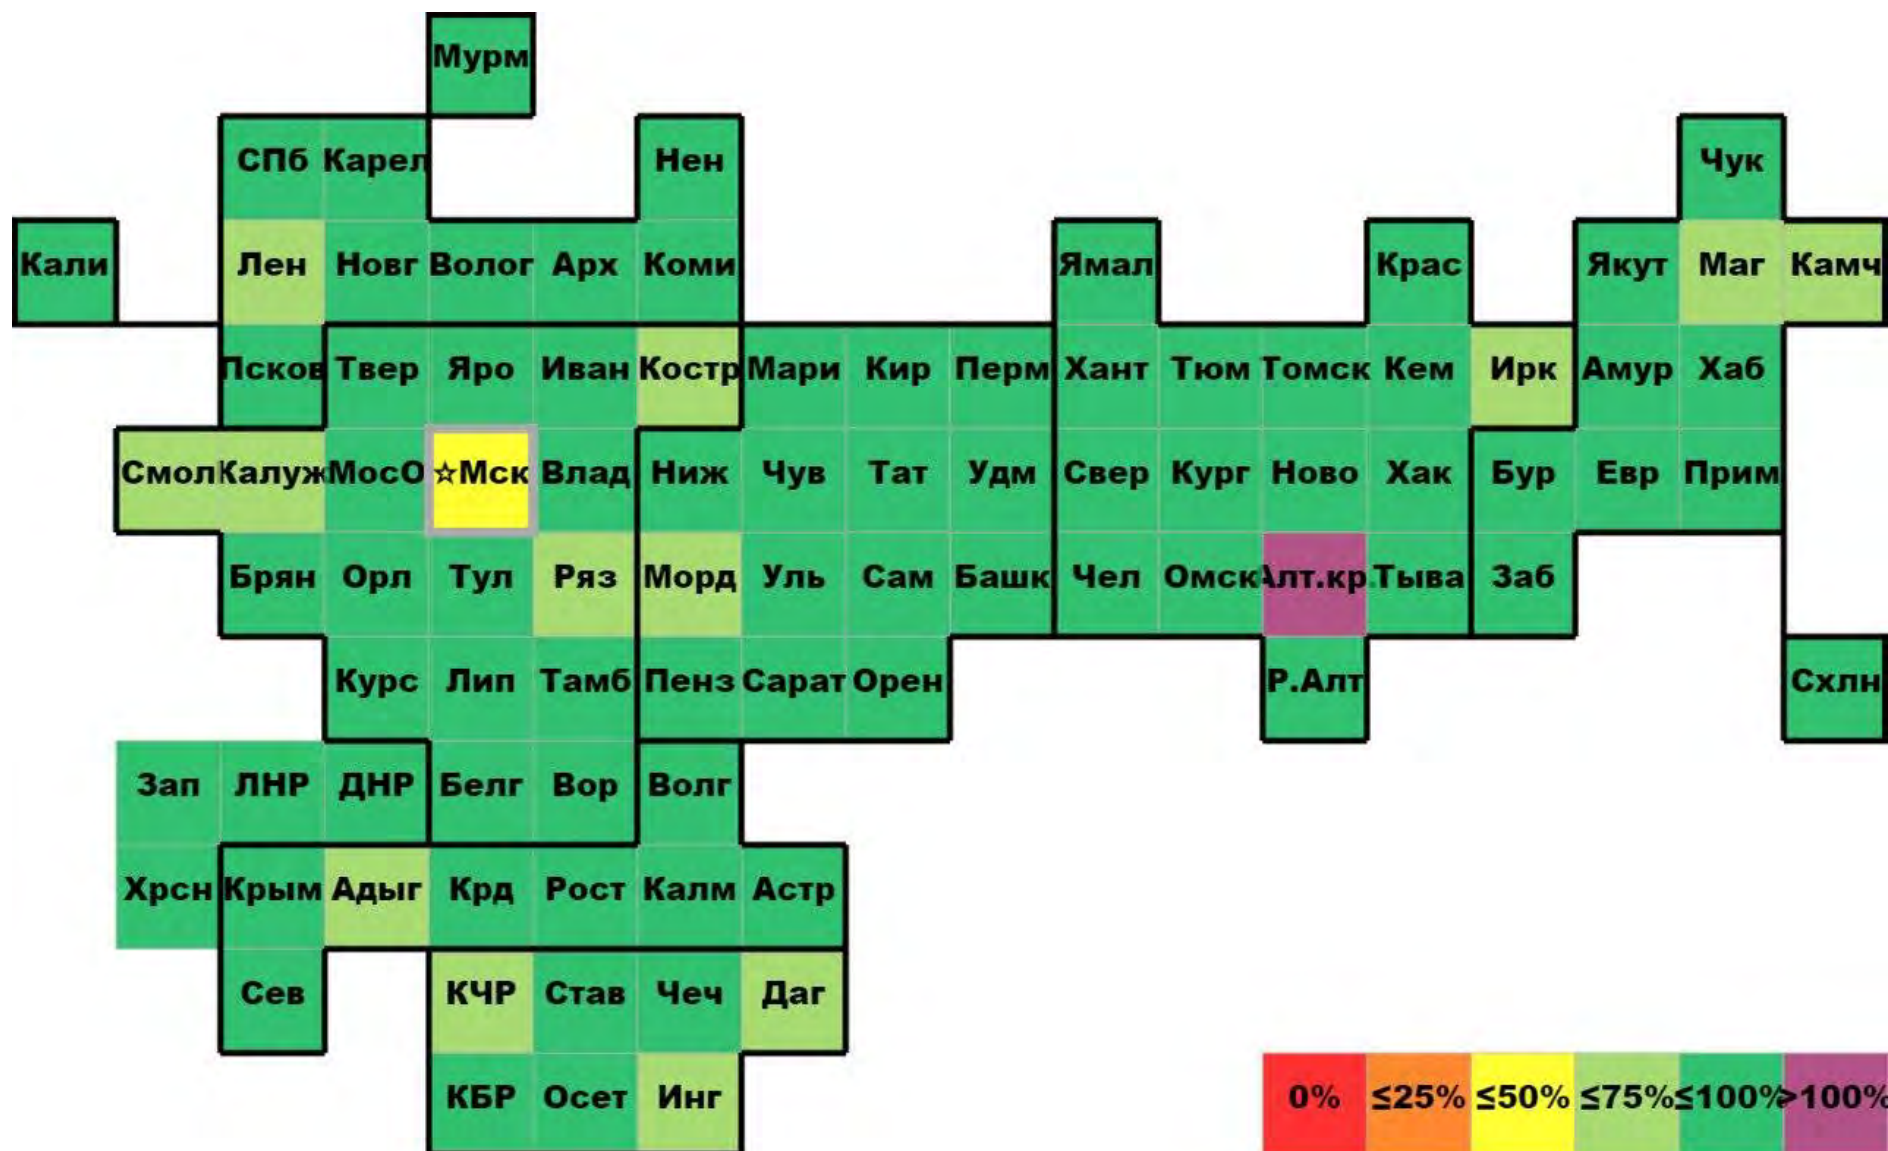 Мурм
СПб Карел Нен Чук
Кали Лен Новг Волог Арх Коми Ямал Крас Якут Маг Камч
Псков Твер Яро Иван Костр Мари Кир Перм Хант Тюм Томск Кем Ирк Амур Хаб
Смол Калуж МосО ☆Мск Влад Ниж Чув Тат Удм Свер Кург Ново Хак Бур Евр Прим
Брян Орл Тул Ряз Морд Уль Сам Башк Чел Омск Алт.кр. Тыва Заб
Курс Лип Тамб Пенз Сарат Орен Р.Алт Схлн
Зап ЛНР ДНР Белг Вор Волг
Хрсн Крым Адыг Крд Рост Калм Астр
Сев КЧР Став Чеч Даг
КБР Осет Инг 0% ≤25% ≤50% ≤75% ≤100% >100%